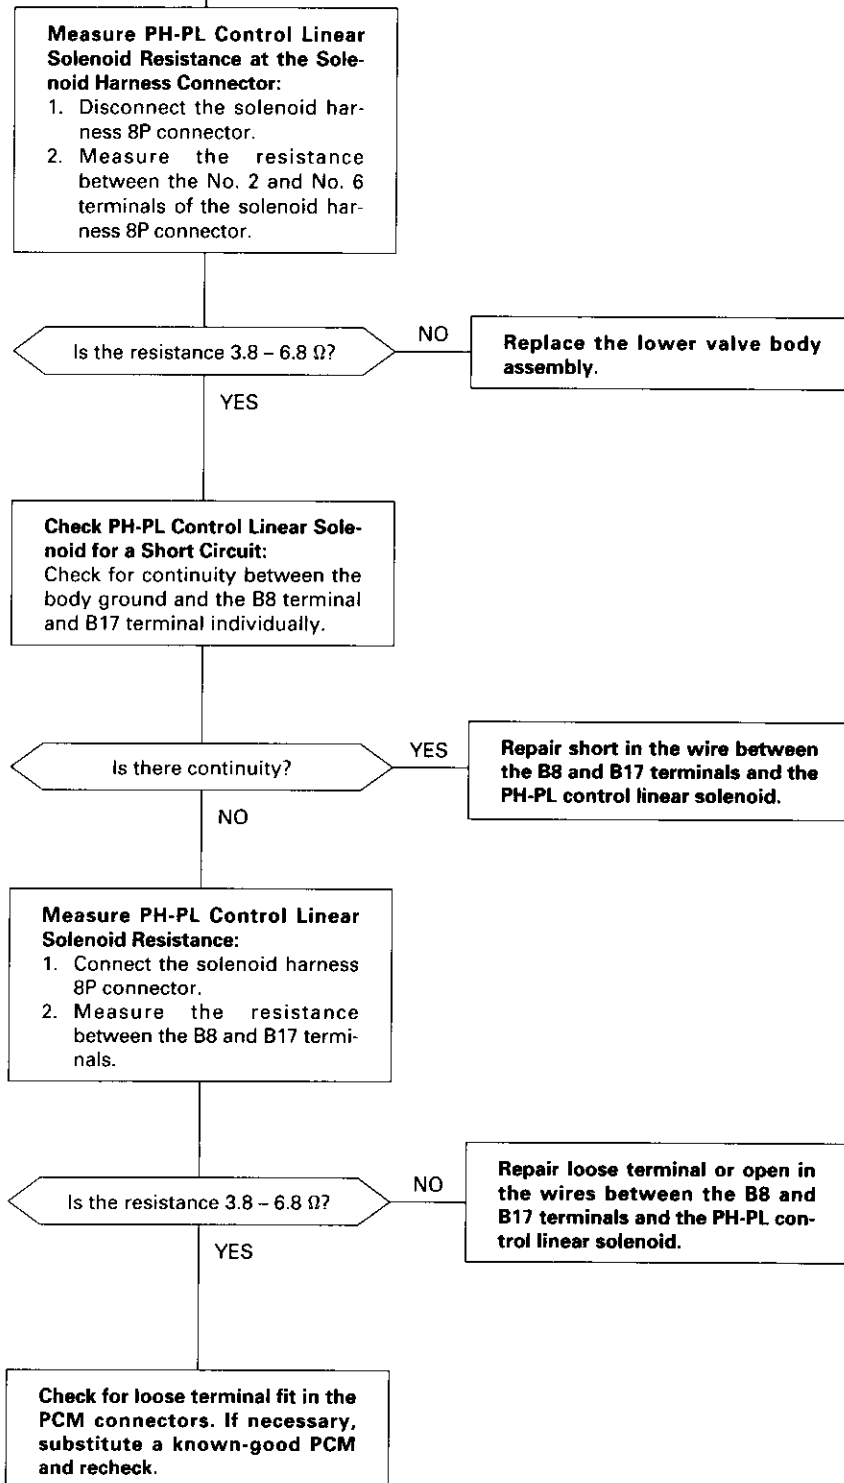 Measure PH-PL Control Linear
Solenoid Resistance at the Sole-
noid Harness Connector:
1. Disconnect the solenoid har-
ness 8P connector.
2. Measure the resistance
between the No. 2 and No. 6
terminals of the solenoid har-
ness 8P connector.
Is the resistance 3.8 – 6.8 Ω?
NO
Replace the lower valve body
assembly.
YES
Check PH-PL Control Linear Sole-
noid for a Short Circuit:
Check for continuity between the
body ground and the B8 terminal
and B17 terminal individually.
Is there continuity?
YES
Repair short in the wire between
the B8 and B17 terminals and the
PH-PL control linear solenoid.
NO
Measure PH-PL Control Linear
Solenoid Resistance:
1. Connect the solenoid harness
8P connector.
2. Measure the resistance
between the B8 and B17 termi-
nals.
Is the resistance 3.8 – 6.8 Ω?
NO
Repair loose terminal or open in
the wires between the B8 and
B17 terminals and the PH-PL con-
trol linear solenoid.
YES
Check for loose terminal fit in the
PCM connectors. If necessary,
substitute a known-good PCM
and recheck.